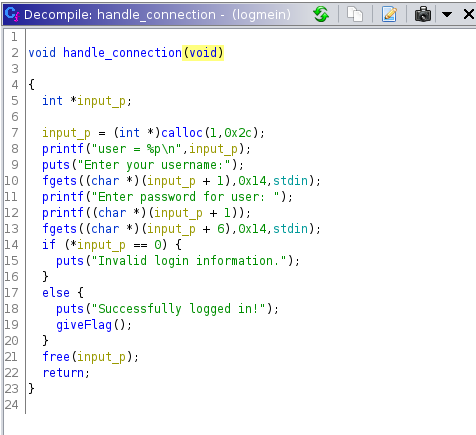 Decompile: handle_connection - (logmein)
1
2 void handle_connection(void)
3
4 {
5 int *input_p;
6
7 input_p = (int *)calloc(1,0x2c);
8 printf("user = %p\n",input_p);
9 puts("Enter your username:");
10 fgets((char *)(input_p + 1),0x14,stdin);
11 printf("Enter password for user: ");
12 printf((char *)(input_p + 1));
13 fgets((char *)(input_p + 6),0x14,stdin);
14 if (*input_p == 0) {
15 puts("Invalid login information.");
16 }
17 else {
18 puts("Successfully logged in!");
19 giveFlag();
20 }
21 free(input_p);
22 return;
23 }
24